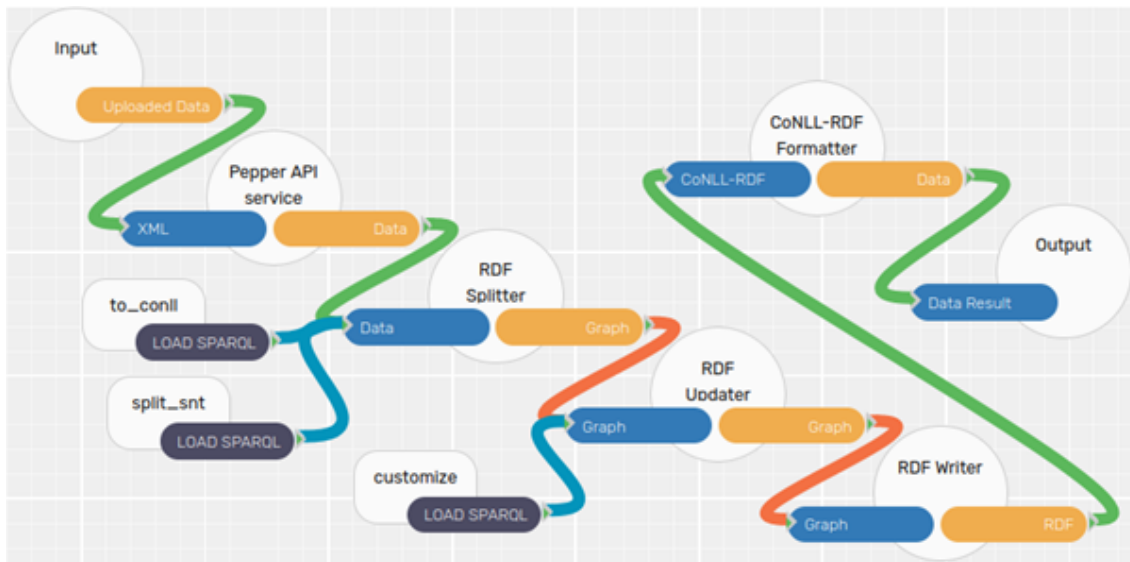 Input
Uploaded Data
Pepper API
service
XML
Data
to_conll
LOAD SPARQL
split_snt
LOAD SPARQL
RDF
Splitter
Data
Graph
customize
LOAD SPARQL
RDF
Updater
Graph
Graph
RDF Writer
Graph
RDF
CoNLL-RDF
Formatter
CoNLL-RDF
Data
Output
Data Result